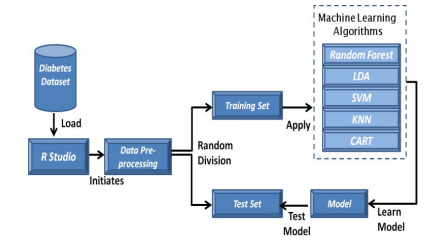 Machine Learning
Algorithms
Random Forest
LDA
SVM
KNN
CART
Diabetes
Dataset
Load
R Studio
Initiates
Data Pre-
processing
Random
Division
Training Set
Apply
Test Set
Test
Model
Model
Learn
Model